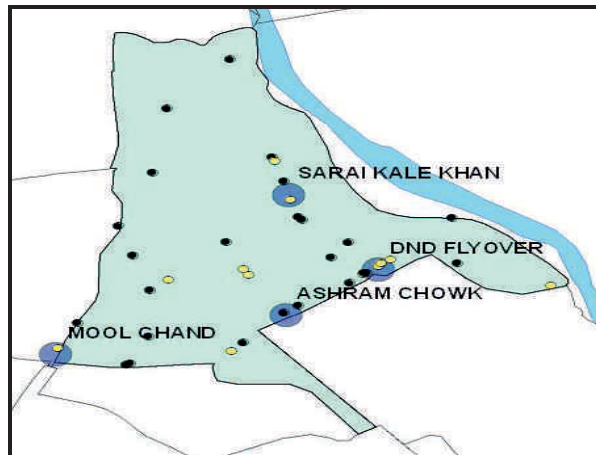 SARAI KALE KHAN
DND FLYOVER
ASHRAM CHOWK
MOOL CHAND